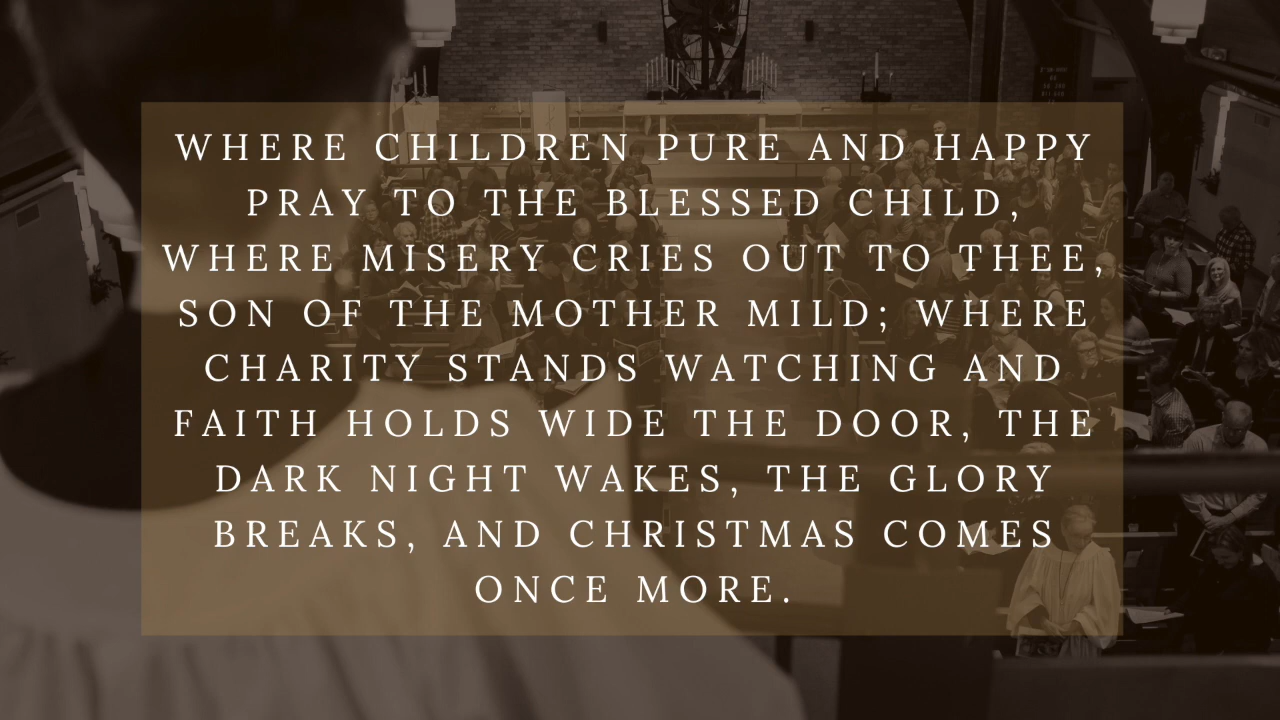 WHERE CHILDREN PURE AND HAPPY
PRAY TO THE BLESSED CHILD,
WHERE MISERY CRIES OUT TO THEE,
SON OF THE MOTHER MILD; WHERE
CHARITY STANDS WATCHING AND
FAITH HOLDS WIDE THE DOOR, THE
DARK NIGHT WAKES, THE GLORY
BREAKS, AND CHRISTMAS COMES
ONCE MORE.